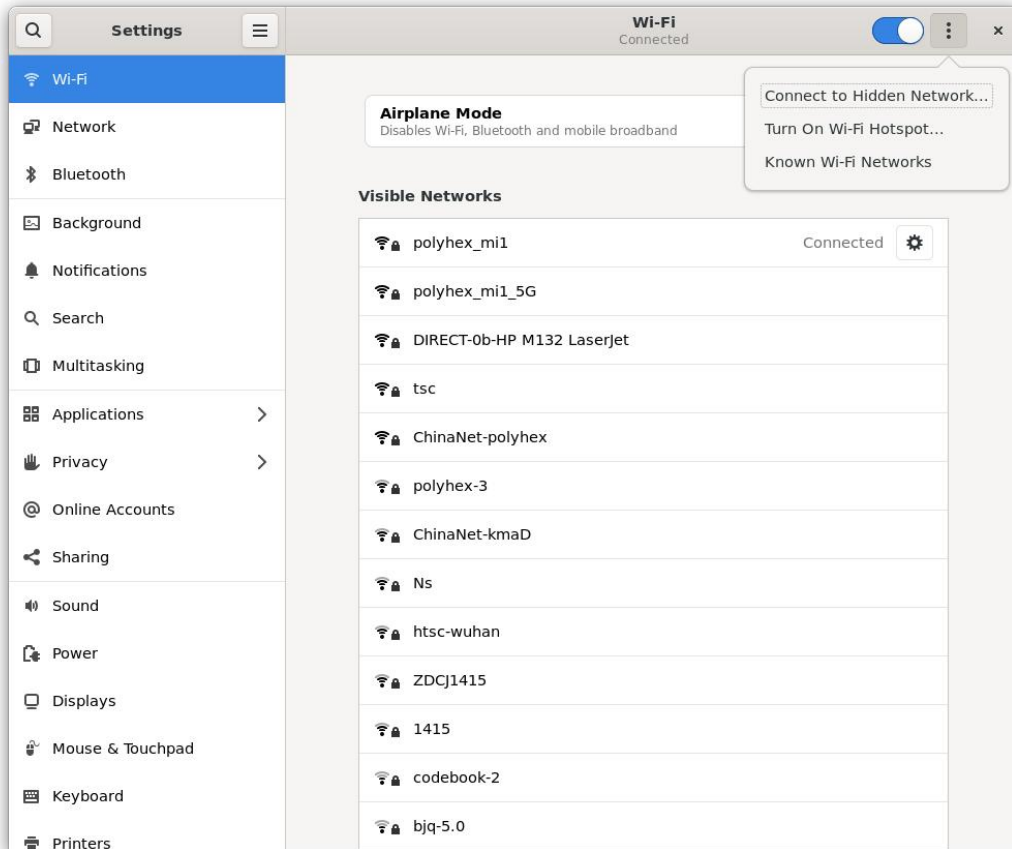 Settings
Wi-Fi
Connected
Wi-Fi
Network
Bluetooth
Background
Notifications
Search
Multitasking
Applications
Privacy
Online Accounts
Sharing
Sound
Power
Displays
Mouse & Touchpad
Keyboard
Printers
Connect to Hidden Network...
Turn On Wi-Fi Hotspot...
Known Wi-Fi Networks
Airplane Mode
Disables Wi-Fi, Bluetooth and mobile broadband
Visible Networks
polyhex_mi1 Connected
polyhex_mi1_5G
DIRECT-0b-HP M132 LaserJet
tsc
ChinaNet-polyhex
polyhex-3
ChinaNet-kmaD
Ns
htsc-wuhan
ZDCJ1415
1415
codebook-2
bjq-5.0